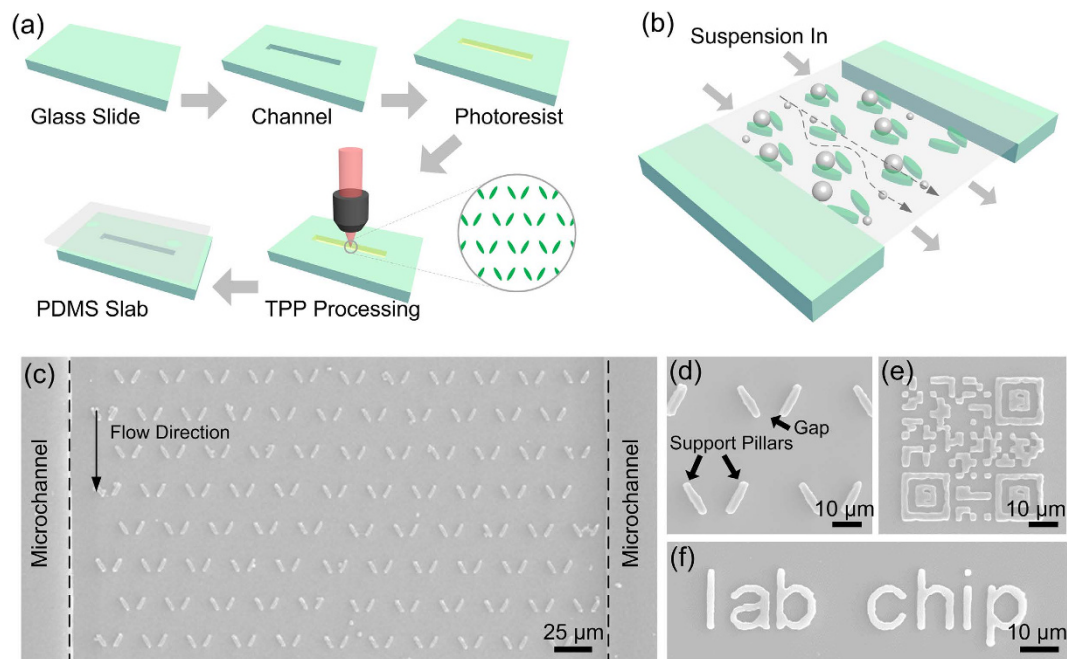 (a)
Glass Slide
Channel
Photoresist
PDMS Slab
TPP Processing
(b)
Suspension In
(c)
Microchannel
Flow Direction
Microchannel
25 µm
(d)
Gap
Support Pillars
10 µm
(e)
10 µm
(f)
lab chip
10 µm